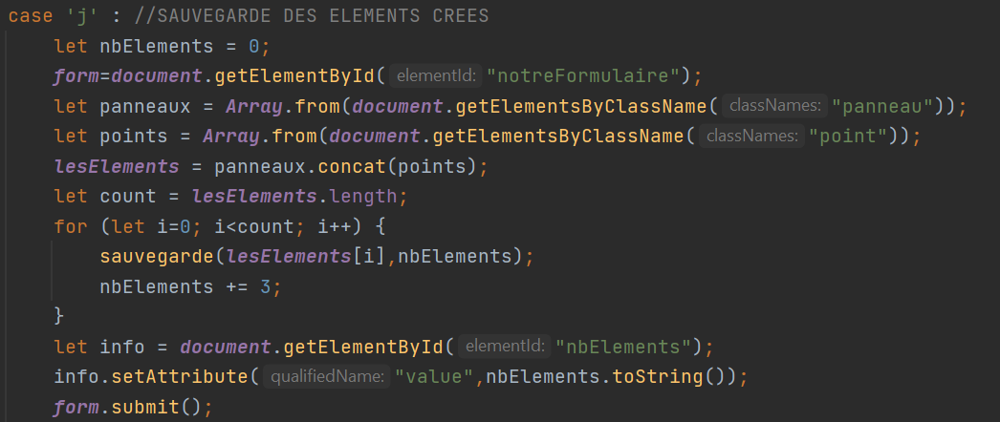 case 'j' : //SAUVEGARDE DES ELEMENTS CREES
let nbElements = 0;
form=document.getElementById( elementId: "notreFormulaire");
let panneaux = Array.from(document.getElementsByClassName( classNames: "panneau"));
let points = Array.from(document.getElementsByClassName( classNames: "point"));
lesElements = panneaux.concat(points);
let count = lesElements.length;
for (let i=0; i<count; i++) {
sauvegarde(lesElements[i],nbElements);
nbElements += 3;
}
let info = document.getElementById( elementId: "nbElements");
info.setAttribute( qualifiedName: "value",nbElements.toString());
form.submit();